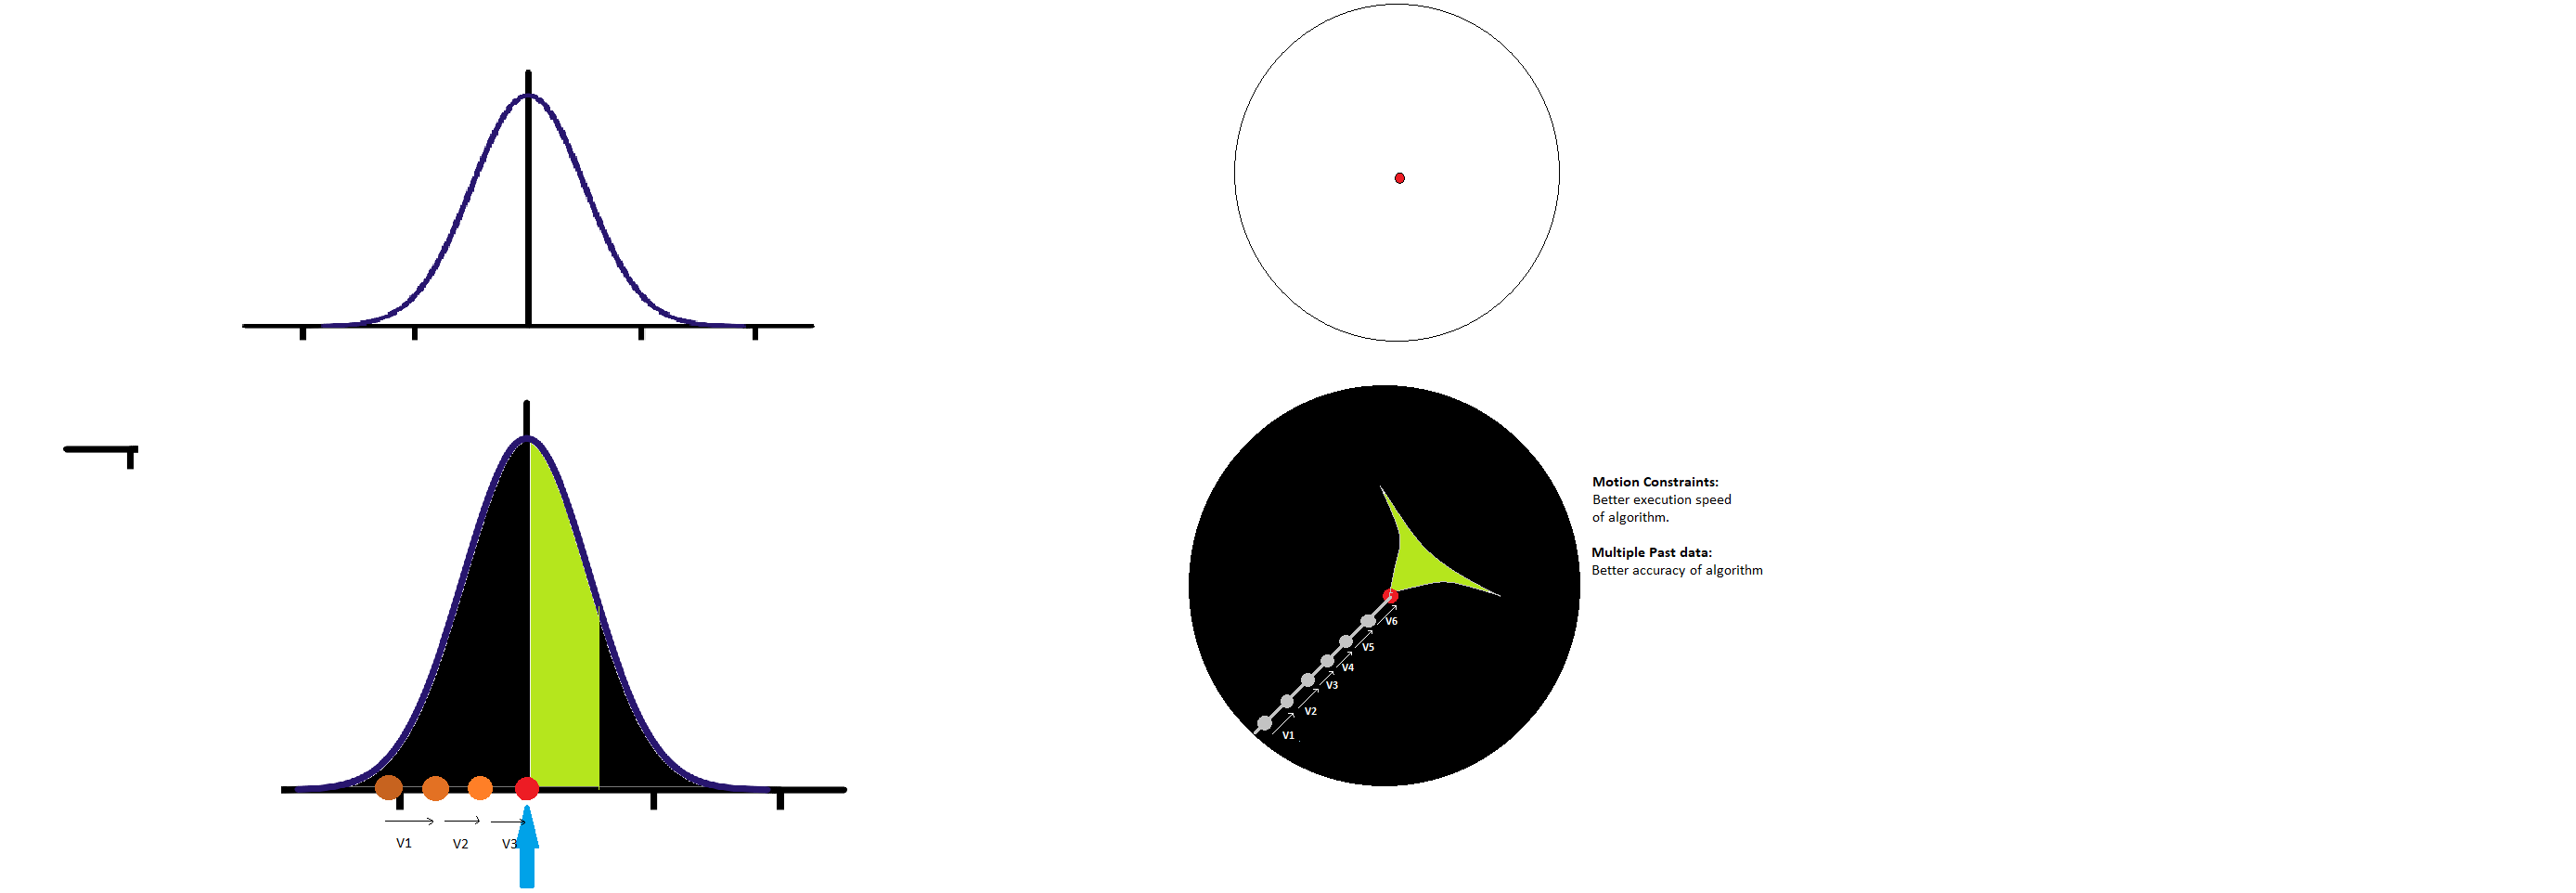 Motion Constraints:
Better execution speed
of algorithm.
Multiple Past data:
Better accuracy of algorithm
V6
V5
V4
V3
V2
V1
V1
V2
V3